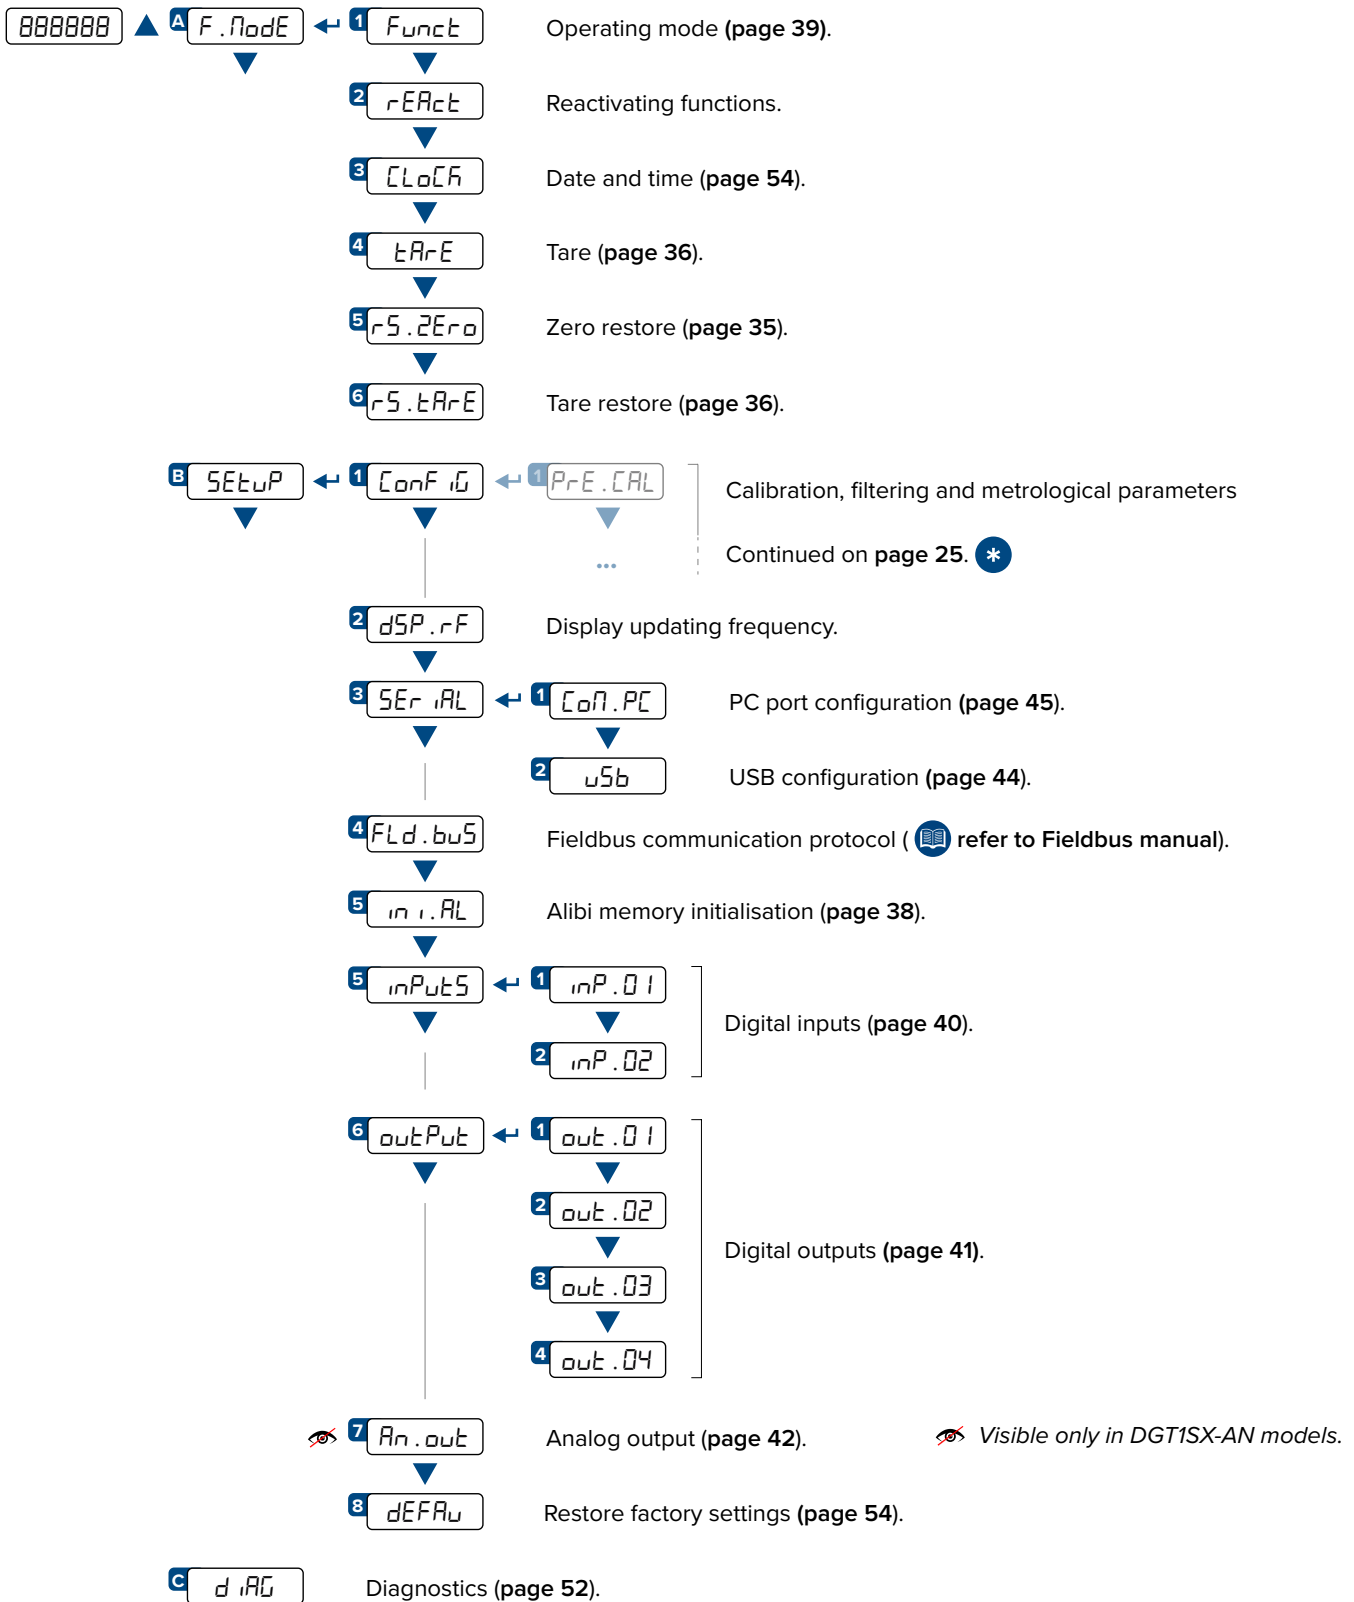 888888 A F.ModE 1 Funct Operating mode (page 39).
2 rEAct Reactivating functions.
3 CLoCK Date and time (page 54).
4 tArE Tare (page 36).
5 rS.ZEro Zero restore (page 35).
6 rS.tArE Tare restore (page 36).
B SEtuP 1 ConFiG 1 PrE.CAL Calibration, filtering and metrological parameters
... Continued on page 25. *
2 dSP.rF Display updating frequency.
3 SEriAL 1 CoM.PC PC port configuration (page 45).
2 uSb USB configuration (page 44).
4 FLd.buS Fieldbus communication protocol ( refer to Fieldbus manual).
5 ini.AL Alibi memory initialisation (page 38).
5 inPutS 1 inP.01
Digital inputs (page 40).
2 inP.02
6 outPut 1 out.01
2 out.02
Digital outputs (page 41).
3 out.03
4 out.04
7 An.out Analog output (page 42). Visible only in DGT1SX-AN models.
8 dEFAu Restore factory settings (page 54).
C diAG Diagnostics (page 52).